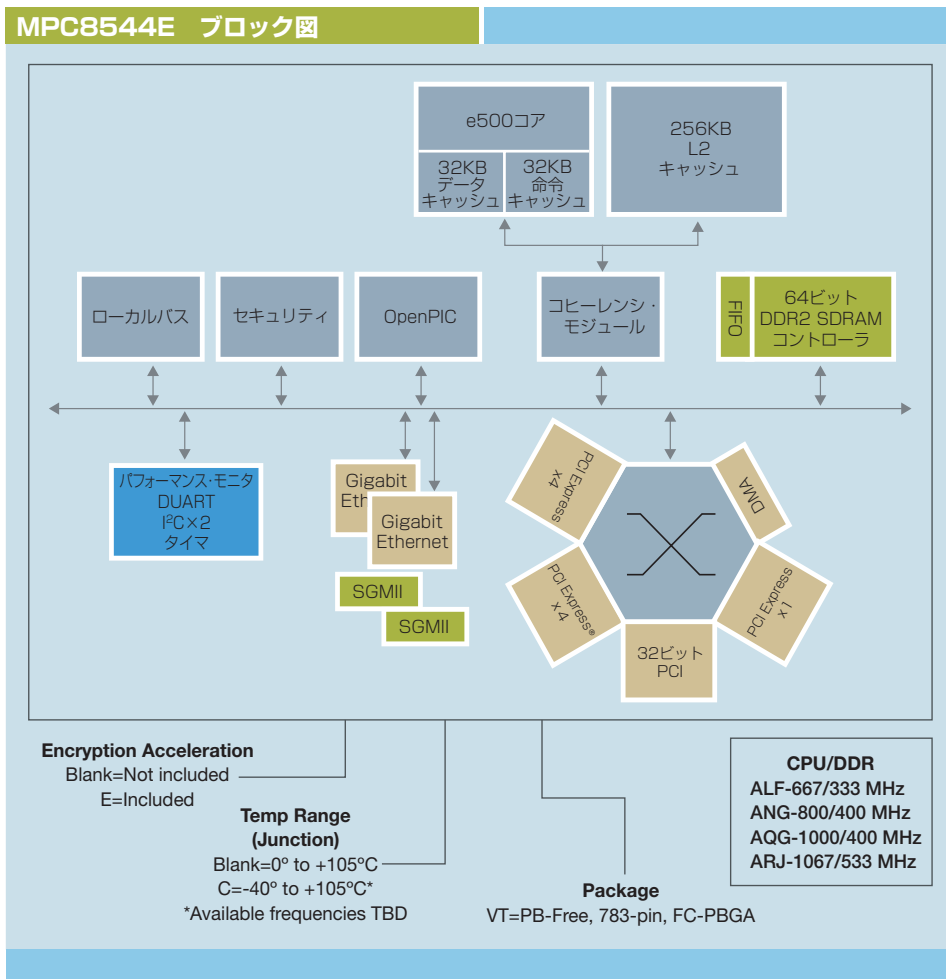 MPC8544E ブロック図
e500コア
32KB
データ
キャッシュ
32KB
命令
キャッシュ
256KB
L2
キャッシュ
ローカルバス
セキュリティ
OpenPIC
コヒーレンシ・
モジュール
FIFO
64ビット
DDR2 SDRAM
コントローラ
パフォーマンス・モニタ
DUART
I²C×2
タイマ
Gigabit
Eth
Gigabit
Ethernet
SGMII
SGMII
PCI Express
x4
DMA
PCI Express®
x 4
PCI Express
x 1
32ビット
PCI
Encryption Acceleration
Blank=Not included
E=Included
Temp Range
(Junction)
Blank=0º to +105ºC
C=-40º to +105ºC*
*Available frequencies TBD
Package
VT=PB-Free, 783-pin, FC-PBGA
CPU/DDR
ALF-667/333 MHz
ANG-800/400 MHz
AQG-1000/400 MHz
ARJ-1067/533 MHz